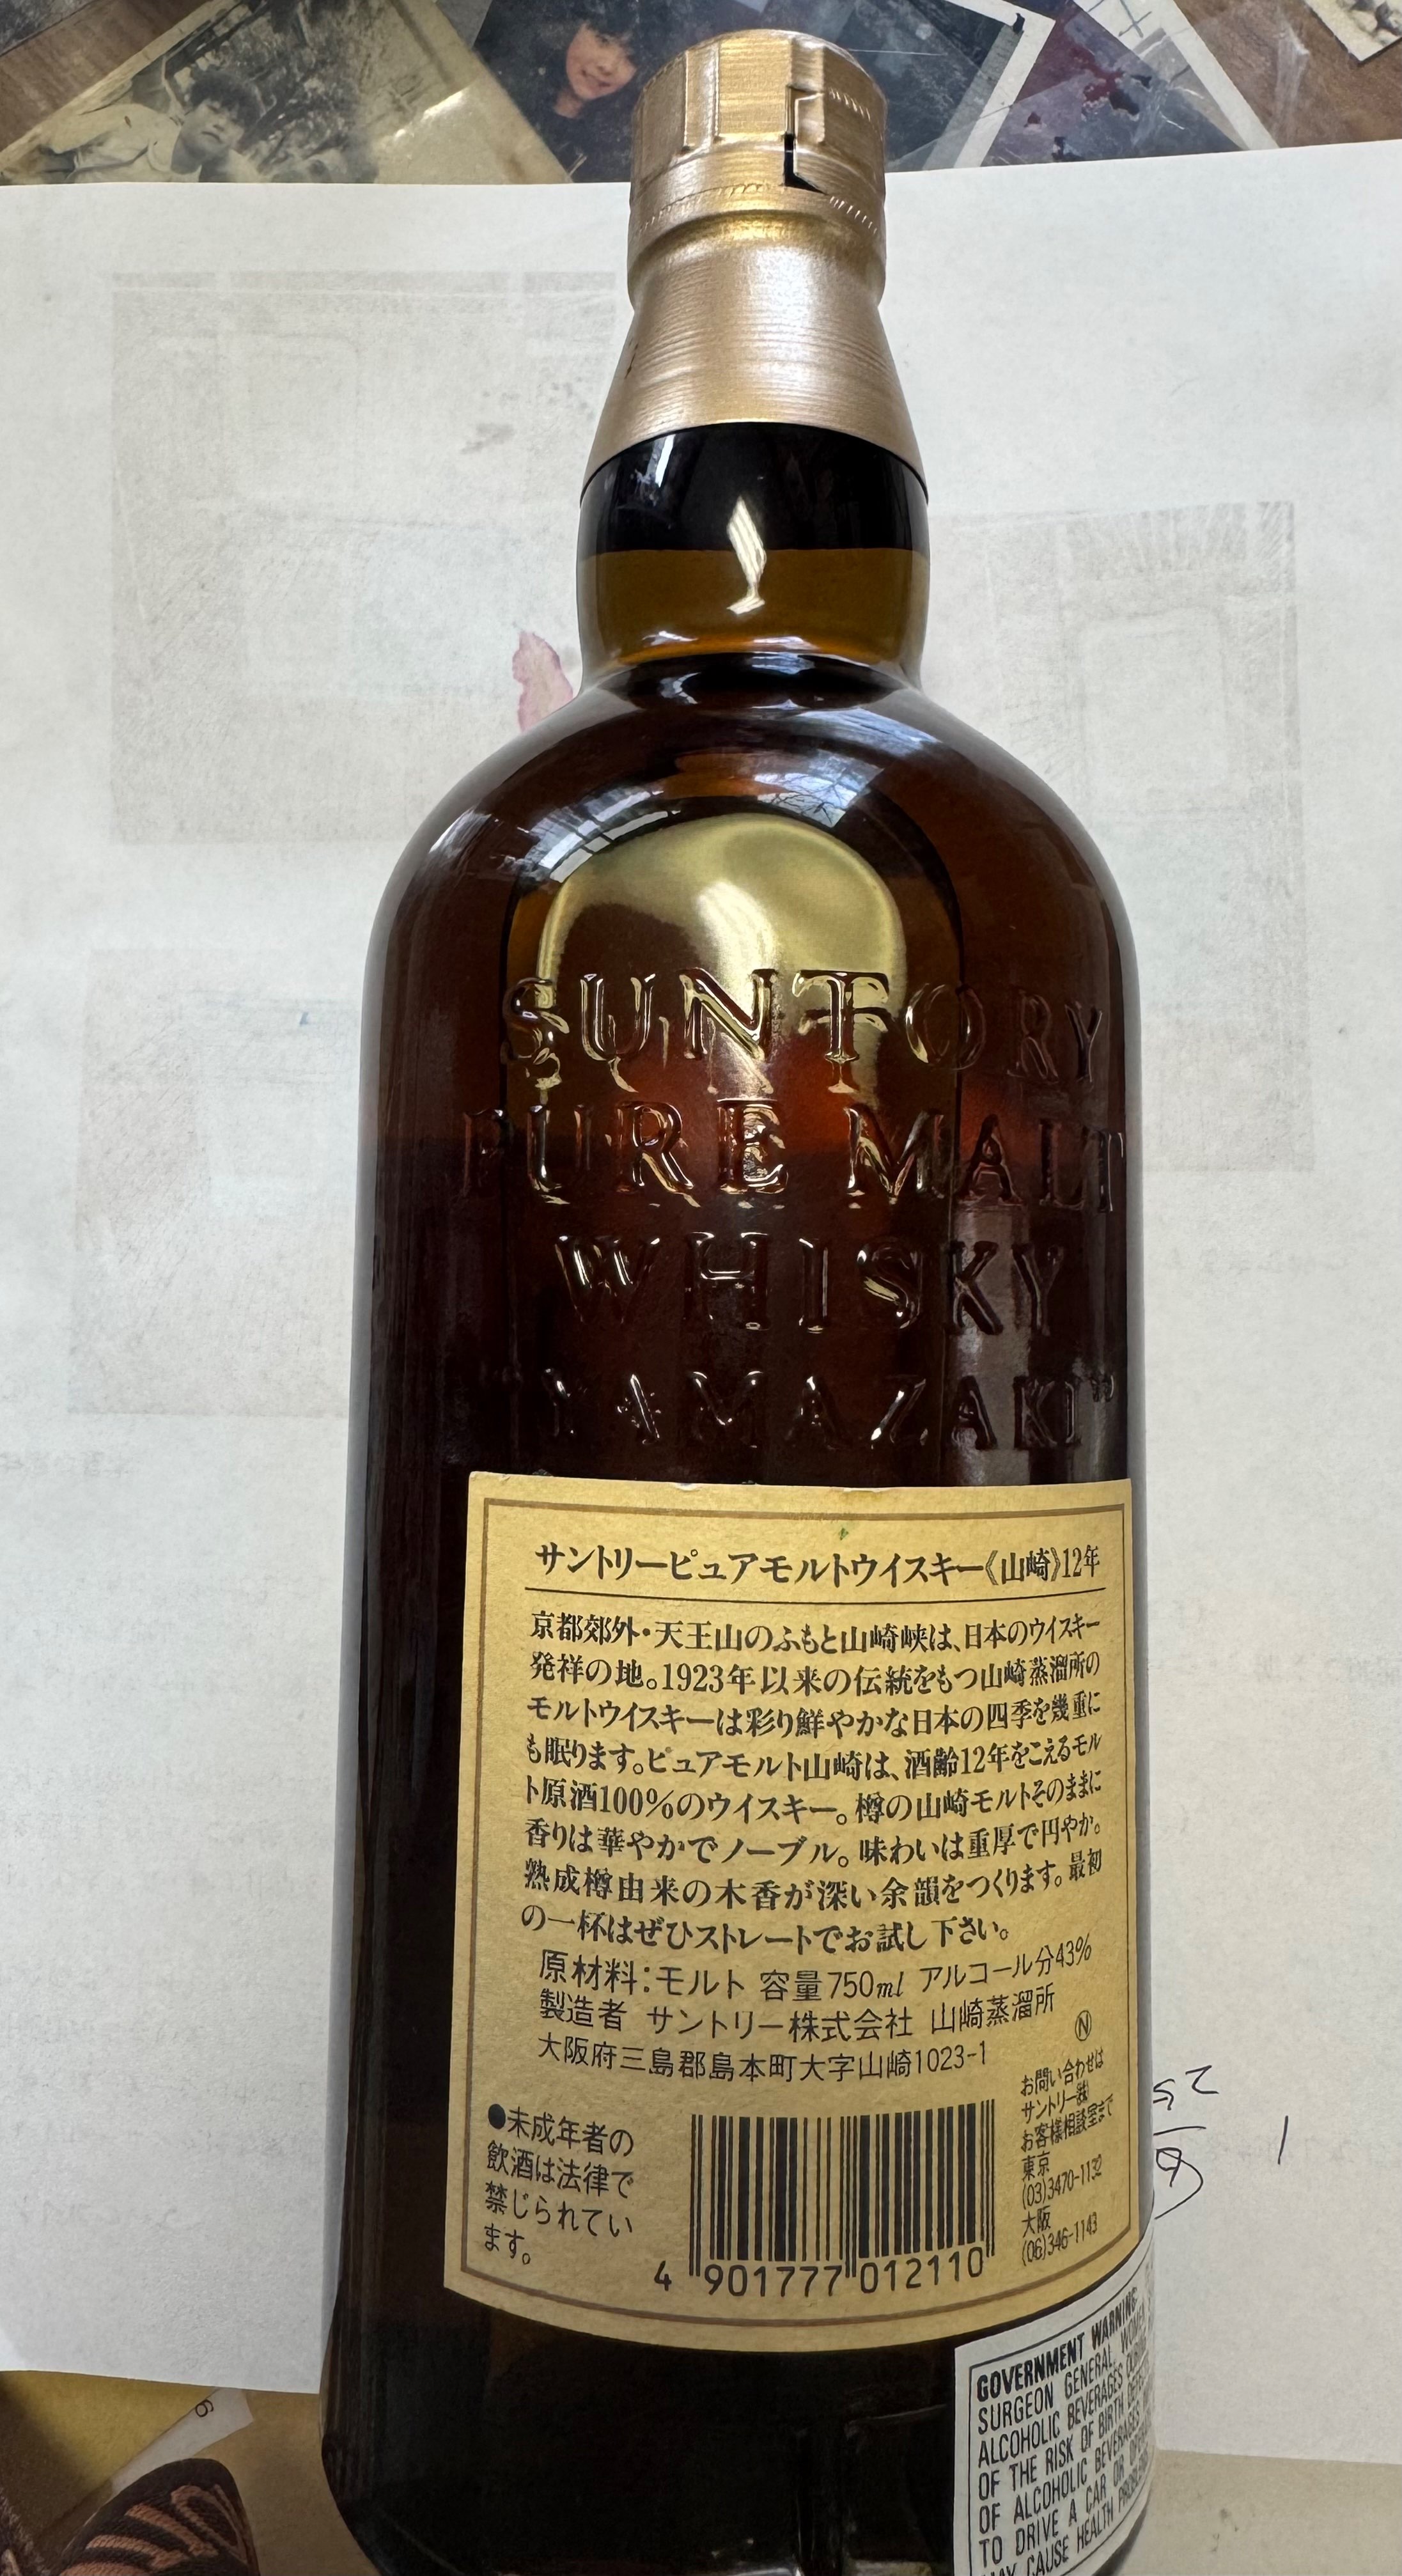 SUNTORY
PURE MALT
WHISKY
YAMAZAKI"
サントリーピュアモルトウイスキー《山崎》12年
京都郊外・天王山のふもと山崎峡は、日本のウイスキー
発祥の地。1923年以来の伝統をもつ山崎蒸溜所の
モルトウイスキーは彩り鮮やかな日本の四季を幾重に
も眠ります。ピュアモルト山崎は、酒齢12年をこえるモル
ト原酒100%のウイスキー。樽の山崎モルトそのままに
香りは華やかでノーブル。味わいは重厚で円やか。
熟成樽由来の木香が深い余韻をつくります。最初
の一杯はぜひストレートでお試し下さい。
原材料:モルト 容量750ml アルコール分43%
製造者 サントリー株式会社 山崎蒸溜所
大阪府三島郡島本町大字山崎1023-1
Ⓝ
●未成年者の
飲酒は法律で
禁じられてい
ます。
4 901777 012110
お問い合わせは
サントリー㈱
お客様相談室まで
東京
(03)3470-1132
大阪
(06)346-1143
GOVERNMENT WARNING:
SURGEON GENERAL, WOMEN
ALCOHOLIC BEVERAGES
OF THE RISK OF BIRTH
OF ALCOHOLIC BEVERAGES
TO DRIVE A CAR OR
MAY CAUSE HEALTH